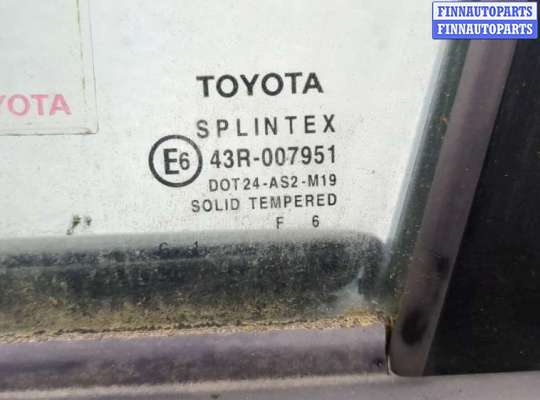 FINNAUTOPARTS
FINNAUTOPARTS
TOYOTA
YOTA
SPLINTEX
E6 43R-007951
DOT24-AS2-M19
SOLID TEMPERED
F 6